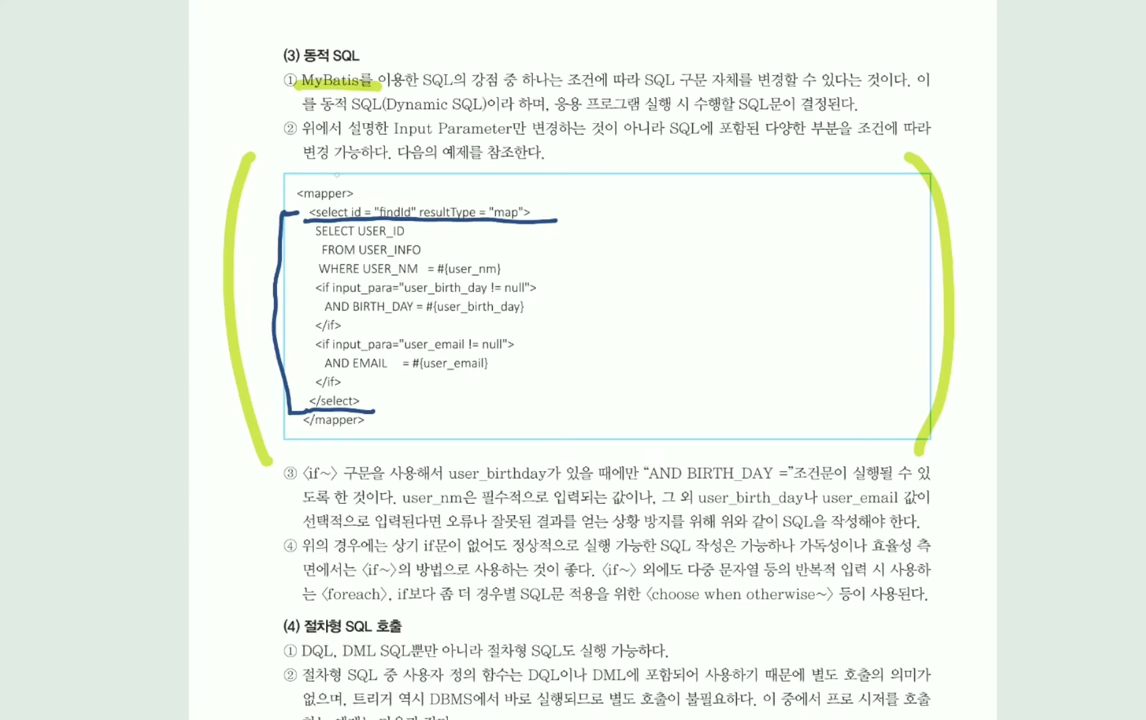 (3) 동적 SQL
① MyBatis를 이용한 SQL의 강점 중 하나는 조건에 따라 SQL 구문 자체를 변경할 수 있다는 것이다. 이
를 동적 SQL(Dynamic SQL)이라 하며, 응용 프로그램 실행 시 수행할 SQL문이 결정된다.
② 위에서 설명한 Input Parameter만 변경하는 것이 아니라 SQL에 포함된 다양한 부분을 조건에 따라
변경 가능하다. 다음의 예제를 참조한다.
<mapper>
<select id = "findId" resultType = "map">
SELECT USER_ID
FROM USER_INFO
WHERE USER_NM = #{user_nm}
<if input_para="user_birth_day != null">
AND BIRTH_DAY = #{user_birth_day}
</if>
<if input_para="user_email != null">
AND EMAIL = #{user_email}
</if>
</select>
</mapper>
③ 〈if~〉 구문을 사용해서 user_birthday가 있을 때에만 “AND BIRTH_DAY =”조건문이 실행될 수 있
도록 한 것이다. user_nm은 필수적으로 입력되는 값이나, 그 외 user_birth_day나 user_email 값이
선택적으로 입력된다면 오류나 잘못된 결과를 얻는 상황 방지를 위해 위와 같이 SQL을 작성해야 한다.
④ 위의 경우에는 상기 if문이 없어도 정상적으로 실행 가능한 SQL 작성은 가능하나 가독성이나 효율성 측
면에서는 〈if~〉의 방법으로 사용하는 것이 좋다. 〈if~〉 외에도 다중 문자열 등의 반복적 입력 시 사용하
는 〈foreach〉, if보다 좀 더 경우별 SQL문 적용을 위한 〈choose when otherwise~〉 등이 사용된다.
(4) 절차형 SQL 호출
① DQL, DML SQL뿐만 아니라 절차형 SQL도 실행 가능하다.
② 절차형 SQL 중 사용자 정의 함수는 DQL이나 DML에 포함되어 사용하기 때문에 별도 호출의 의미가
없으며, 트리거 역시 DBMS에서 바로 실행되므로 별도 호출이 불필요하다. 이 중에서 프로 시저를 호출